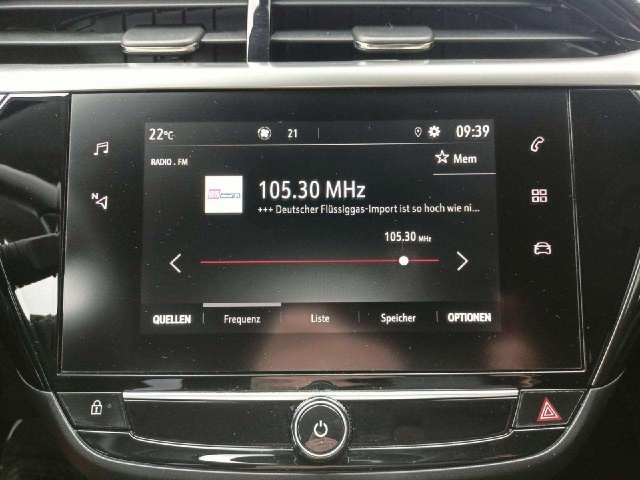 22°C 21 09:39
RADIO . FM
Mem
105.30 MHz
+++ Deutscher Flüssiggas-Import ist so hoch wie ni...
105.30 MHz
N
QUELLEN Frequenz Liste Speicher OPTIONEN